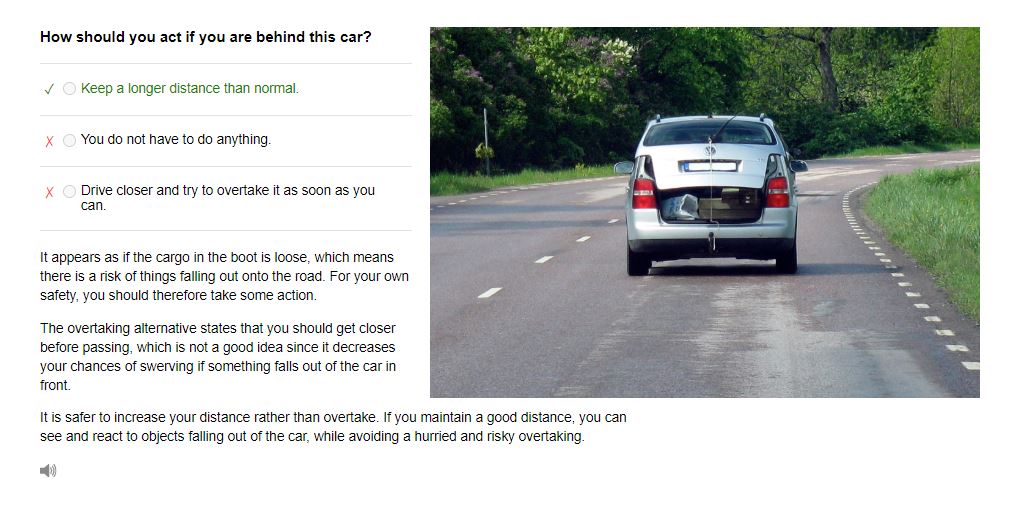 How should you act if you are behind this car?
✓ Keep a longer distance than normal.
X You do not have to do anything.
X Drive closer and try to overtake it as soon as you
can.
It appears as if the cargo in the boot is loose, which means
there is a risk of things falling out onto the road. For your own
safety, you should therefore take some action.
The overtaking alternative states that you should get closer
before passing, which is not a good idea since it decreases
your chances of swerving if something falls out of the car in
front.
It is safer to increase your distance rather than overtake. If you maintain a good distance, you can
see and react to objects falling out of the car, while avoiding a hurried and risky overtaking.